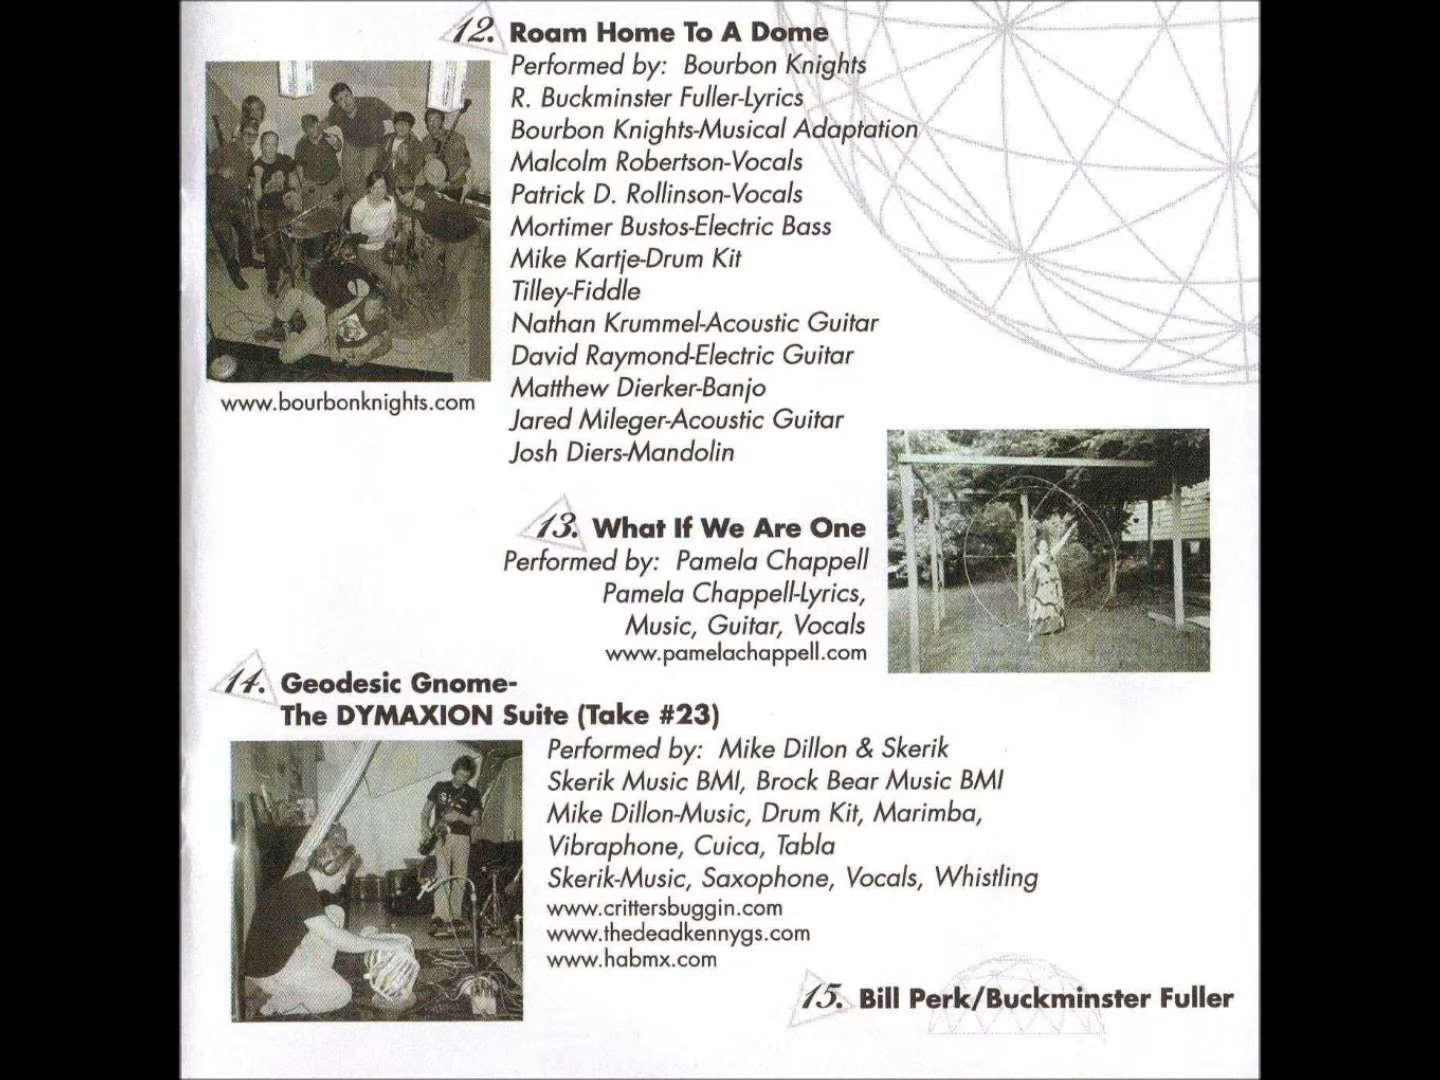 12. Roam Home To A Dome
Performed by: Bourbon Knights
R. Buckminster Fuller-Lyrics
Bourbon Knights-Musical Adaptation
Malcolm Robertson-Vocals
Patrick D. Rollinson-Vocals
Mortimer Bustos-Electric Bass
Mike Kartje-Drum Kit
Tilley-Fiddle
Nathan Krummel-Acoustic Guitar
David Raymond-Electric Guitar
Matthew Dierker-Banjo
Jared Mileger-Acoustic Guitar
Josh Diers-Mandolin
www.bourbonknights.com
13. What If We Are One
Performed by: Pamela Chappell
Pamela Chappell-Lyrics,
Music, Guitar, Vocals
www.pamelachappell.com
14. Geodesic Gnome-
The DYMAXION Suite (Take #23)
Performed by: Mike Dillon & Skerik
Skerik Music BMI, Brock Bear Music BMI
Mike Dillon-Music, Drum Kit, Marimba,
Vibraphone, Cuica, Tabla
Skerik-Music, Saxophone, Vocals, Whistling
www.crittersbuggin.com
www.thedeadkennygs.com
www.habmx.com
15. Bill Perk/Buckminster Fuller